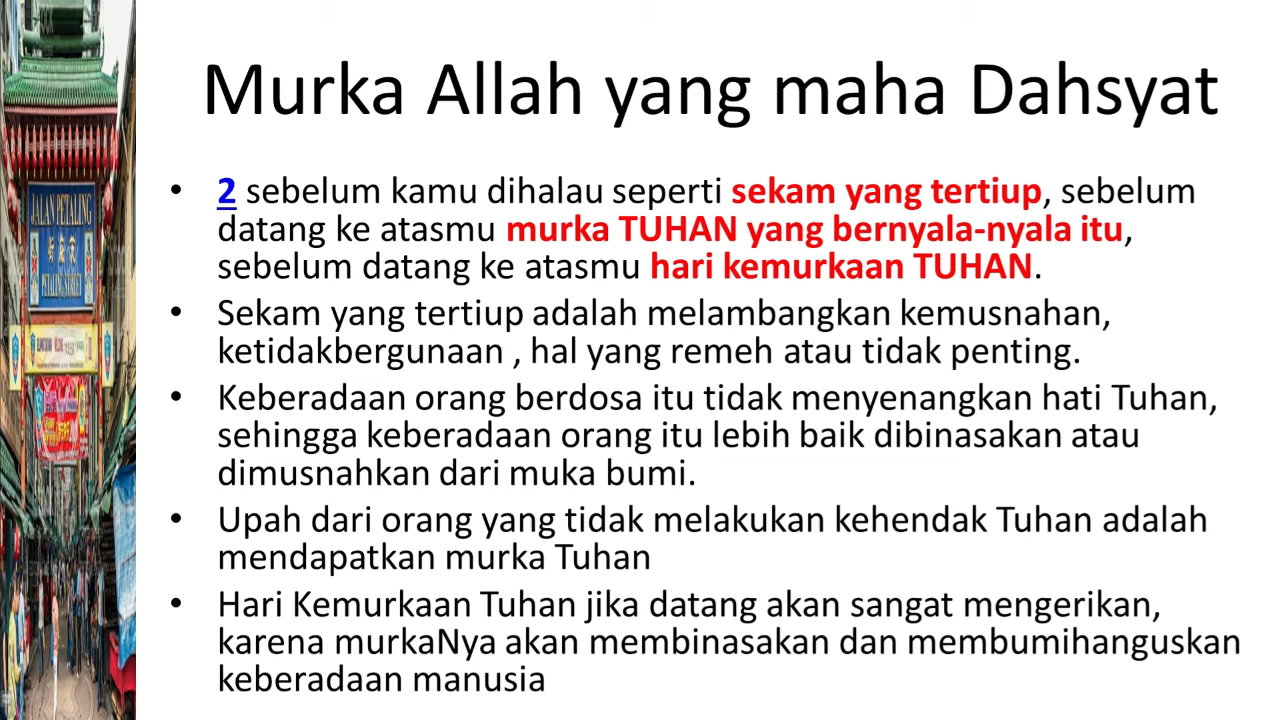 Murka Allah yang maha Dahsyat
• 2 sebelum kamu dihalau seperti sekam yang tertiup, sebelum
datang ke atasmu murka TUHAN yang bernyala-nyala itu,
sebelum datang ke atasmu hari kemurkaan TUHAN.
• Sekam yang tertiup adalah melambangkan kemusnahan,
ketidakbergunaan , hal yang remeh atau tidak penting.
• Keberadaan orang berdosa itu tidak menyenangkan hati Tuhan,
sehingga keberadaan orang itu lebih baik dibinasakan atau
dimusnahkan dari muka bumi.
• Upah dari orang yang tidak melakukan kehendak Tuhan adalah
mendapatkan murka Tuhan
• Hari Kemurkaan Tuhan jika datang akan sangat mengerikan,
karena murkaNya akan membinasakan dan membumihanguskan
keberadaan manusia
JALAN PETALING
PETALING STREET